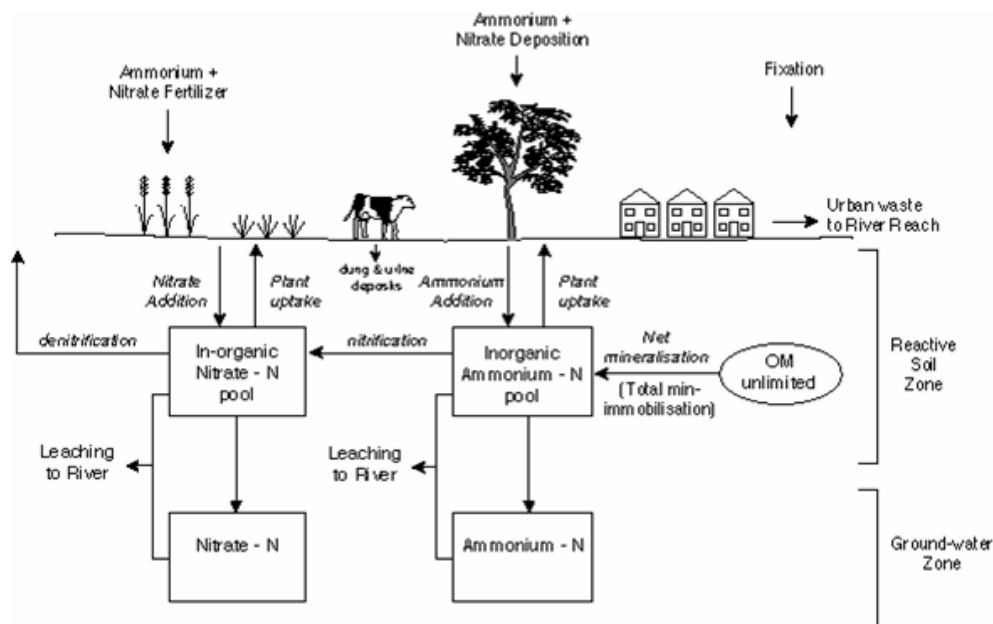 Ammonium +
Nitrate Deposition
Ammonium +
Nitrate Fertilizer
Fixation
Urban waste
to River Reach
dung & urine
deposits
Nitrate
Addition
Plant
uptake
Ammonium
Addition
Plant
uptake
denitrification
In-organic
Nitrate - N
pool
nitrification
Inorganic
Ammonium - N
pool
Net
mineralisation
(Total min-
immobilisation)
OM
unlimited
Reactive
Soil
Zone
Leaching
to River
Leaching
to River
Nitrate - N
Ammonium - N
Ground-water
Zone